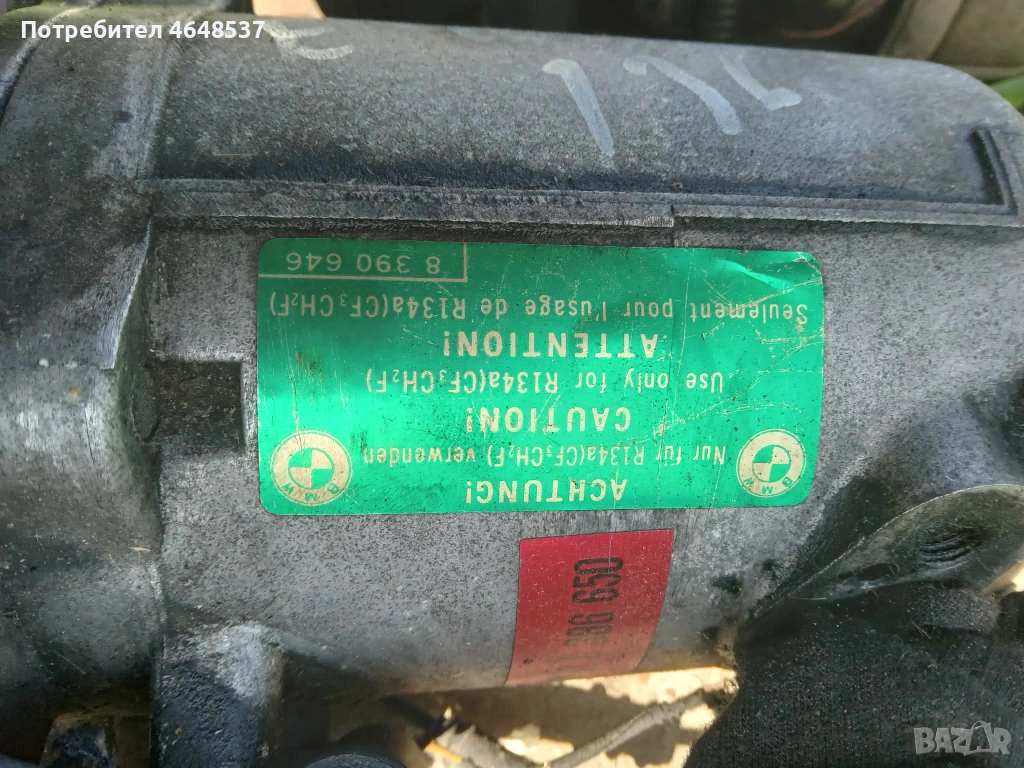 Потребител 4648537
ACHTUNG!
Nur für R134a(CF₃CH₂F) verwenden
CAUTION!
Use only for R134a(CF₃CH₂F)
ATTENTION!
Seulement pour l'usage de R134a(CF₃CH₂F)
8 390 646
BMW
BMW
650
BAZAR